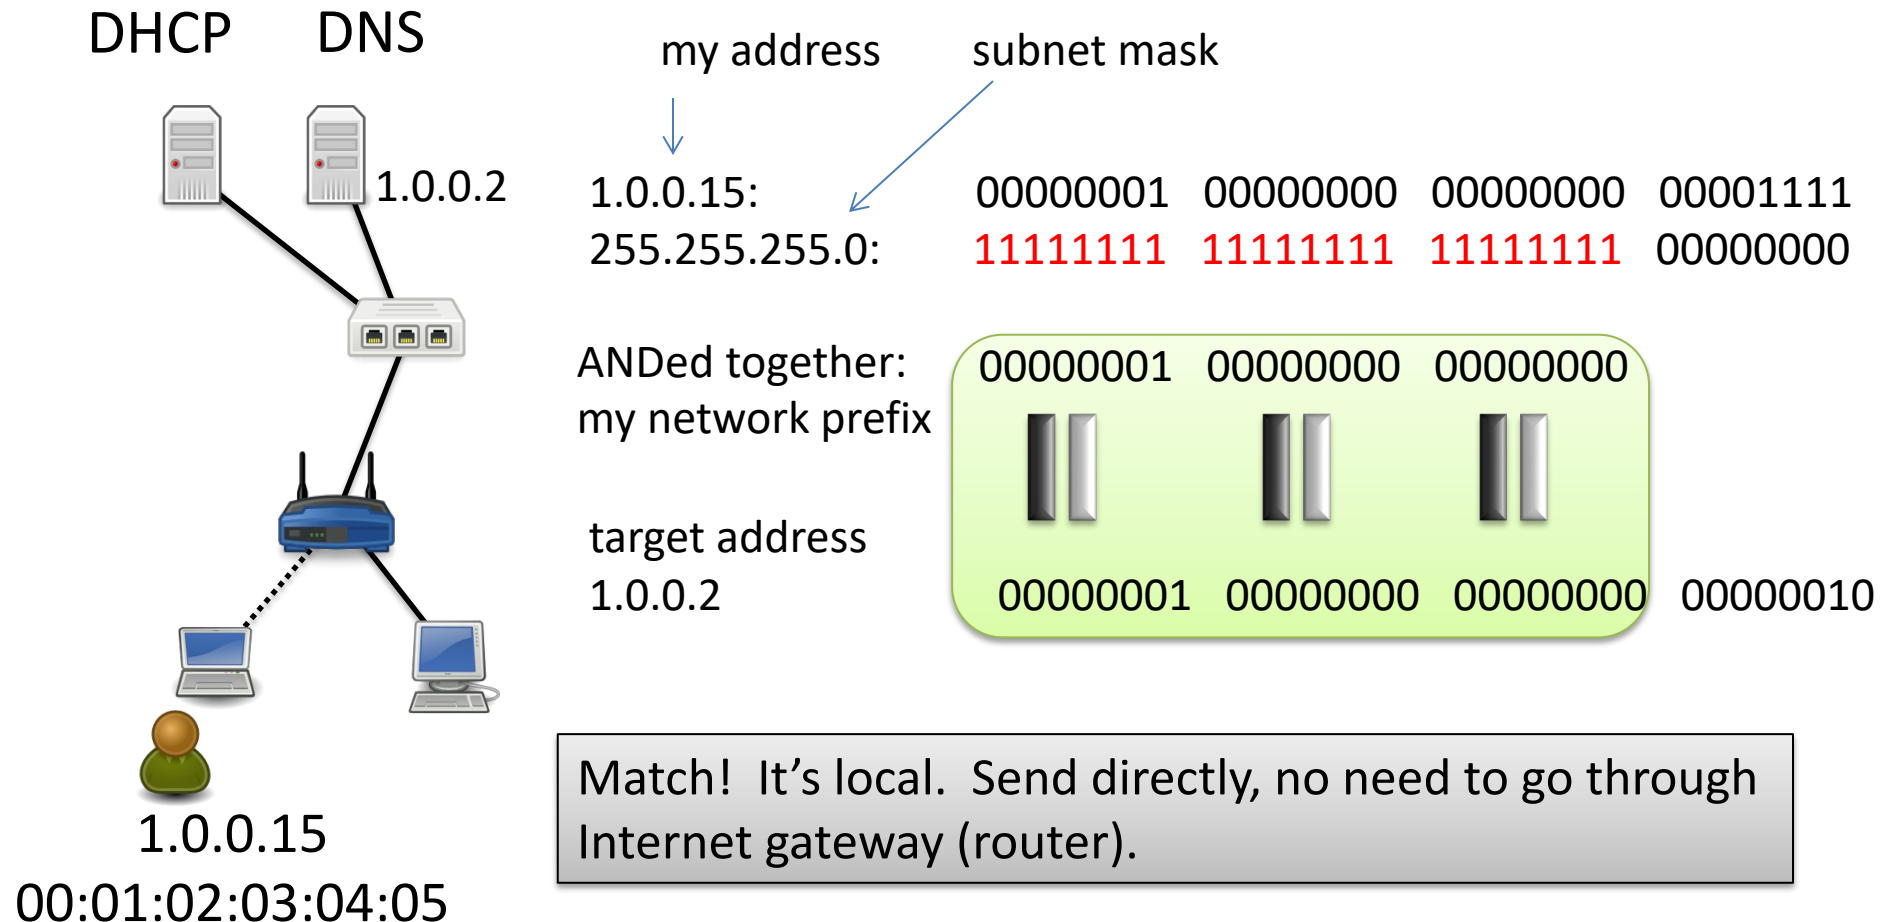 DHCP DNS
1.0.0.2
1.0.0.15
00:01:02:03:04:05
my address subnet mask
1.0.0.15: 00000001 00000000 00000000 00001111
255.255.255.0: 11111111 11111111 11111111 00000000
ANDed together: 00000001 00000000 00000000
my network prefix
target address
1.0.0.2 00000001 00000000 00000000 00000010
Match! It’s local. Send directly, no need to go through
Internet gateway (router).